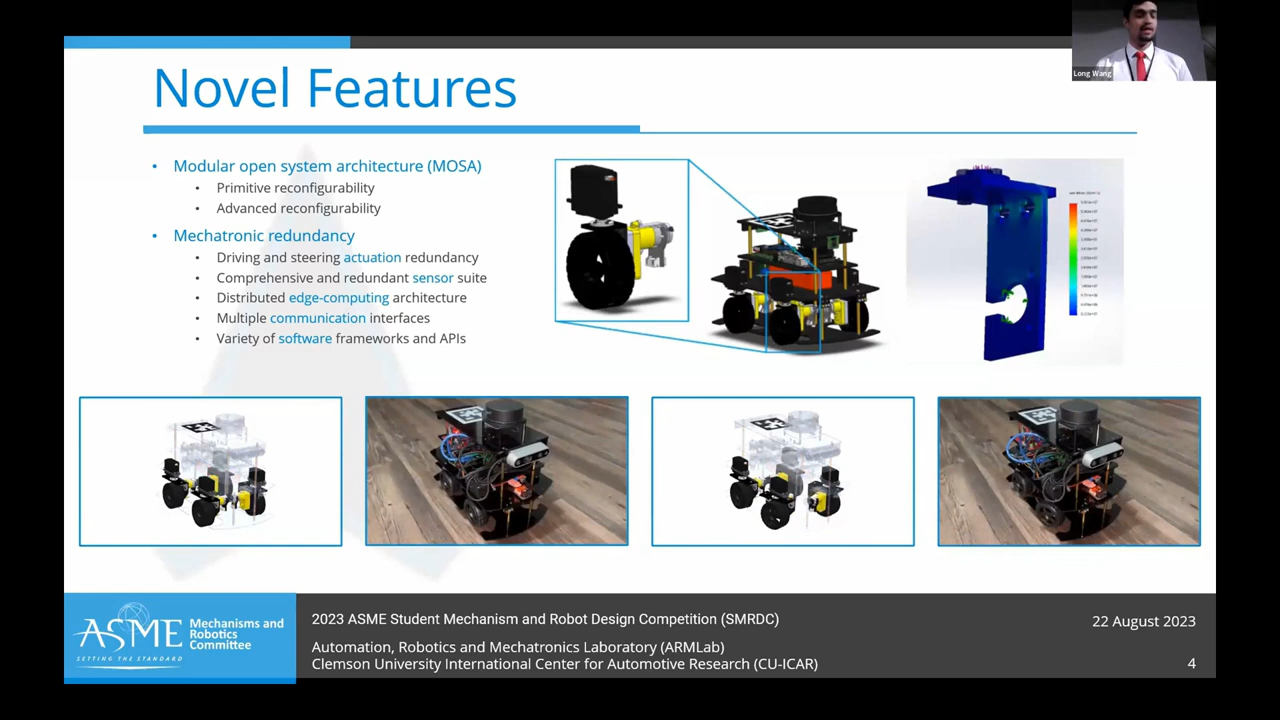 Long Wang
Novel Features
• Modular open system architecture (MOSA)
• Primitive reconfigurability
• Advanced reconfigurability
• Mechatronic redundancy
• Driving and steering actuation redundancy
• Comprehensive and redundant sensor suite
• Distributed edge-computing architecture
• Multiple communication interfaces
• Variety of software frameworks and APIs
ASME
SETTING THE STANDARD
Mechanisms and
Robotics
Committee
2023 ASME Student Mechanism and Robot Design Competition (SMRDC)
Automation, Robotics and Mechatronics Laboratory (ARMLab)
Clemson University International Center for Automotive Research (CU-ICAR)
22 August 2023
4